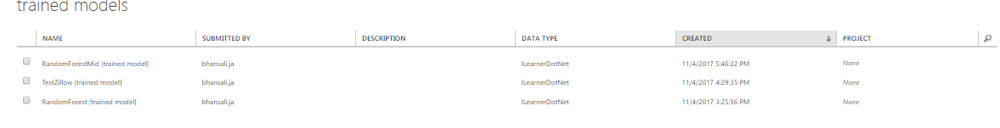 trained models
NAME SUBMITTED BY DESCRIPTION DATA TYPE CREATED PROJECT
RandomForestMid [trained model] bhansali.ja ILearnerDotNet 11/4/2017 5:46:22 PM None
TestZillow [trained model] bhansali.ja ILearnerDotNet 11/4/2017 4:29:35 PM None
RandomForest [trained model] bhansali.ja ILearnerDotNet 11/4/2017 3:25:56 PM None